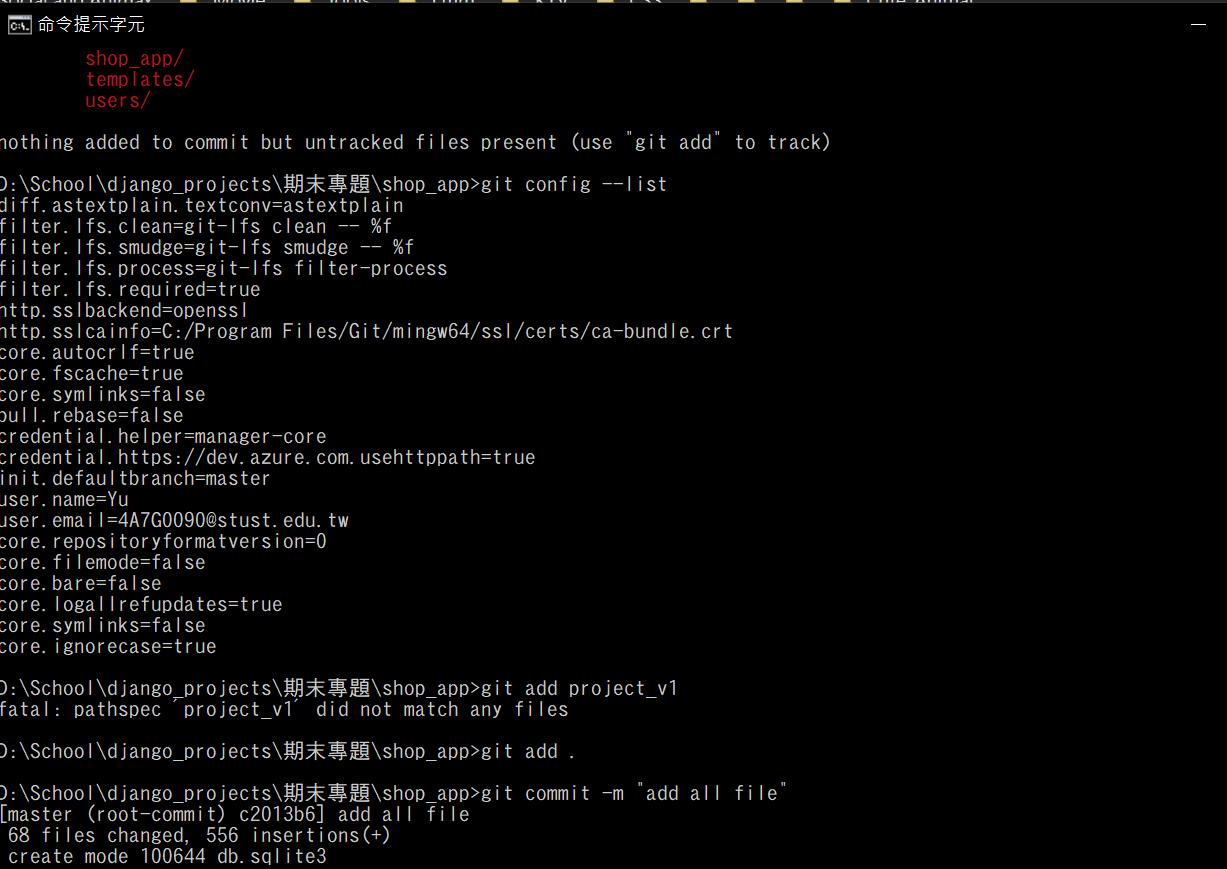 命令提示字元
shop_app/
templates/
users/
nothing added to commit but untracked files present (use "git add" to track)
D:\School\django_projects\期末專題\shop_app>git config --list
diff.astextplain.textconv=astextplain
filter.lfs.clean=git-lfs clean -- %f
filter.lfs.smudge=git-lfs smudge -- %f
filter.lfs.process=git-lfs filter-process
filter.lfs.required=true
http.sslbackend=openssl
http.sslcainfo=C:/Program Files/Git/mingw64/ssl/certs/ca-bundle.crt
core.autocrlf=true
core.fscache=true
core.symlinks=false
pull.rebase=false
credential.helper=manager-core
credential.https://dev.azure.com.usehttppath=true
init.defaultbranch=master
user.name=Yu
user.email=4A7G0090@stust.edu.tw
core.repositoryformatversion=0
core.filemode=false
core.bare=false
core.logallrefupdates=true
core.symlinks=false
core.ignorecase=true
D:\School\django_projects\期末專題\shop_app>git add project_v1
fatal: pathspec 'project_v1' did not match any files
D:\School\django_projects\期末專題\shop_app>git add .
D:\School\django_projects\期末專題\shop_app>git commit -m "add all file"
[master (root-commit) c2013b6] add all file
68 files changed, 556 insertions(+)
create mode 100644 db.sqlite3